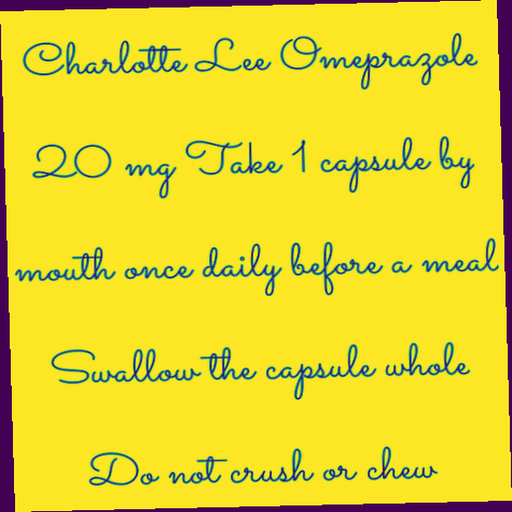 Charlotte Lee Omeprazole
20 mg Take 1 capsule by
mouth once daily before a meal
Swallow the capsule whole
Do not crush or chew